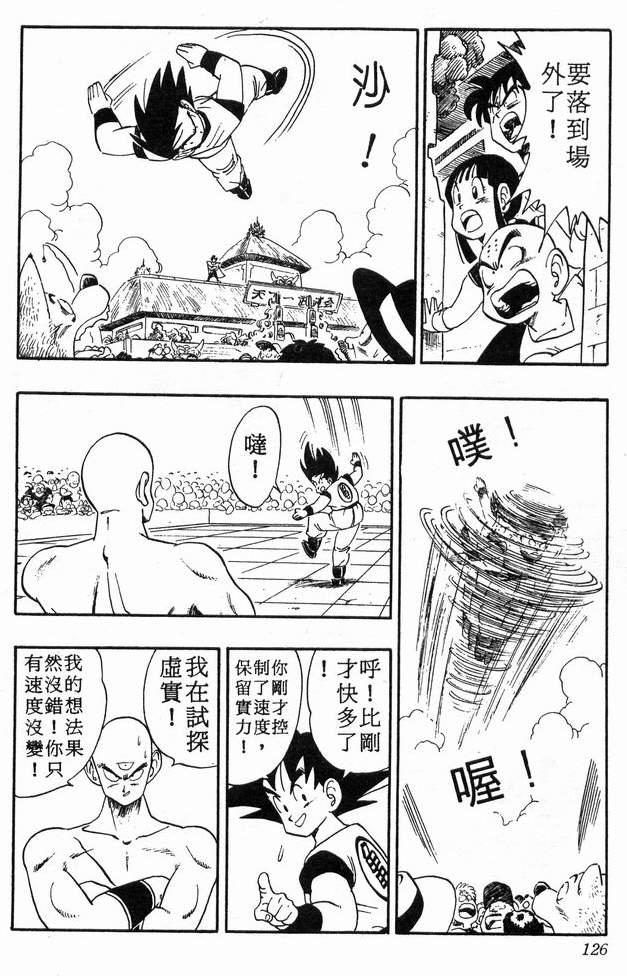 要落到場
外了！
沙！
天下一武道会
噗！
喔！
噠！
呼！比剛
才快多了
！
你剛才控
制了速度，
保留實力！
我在試探
虛實！
我的想法果
然沒錯！你只
有速度沒變！
126